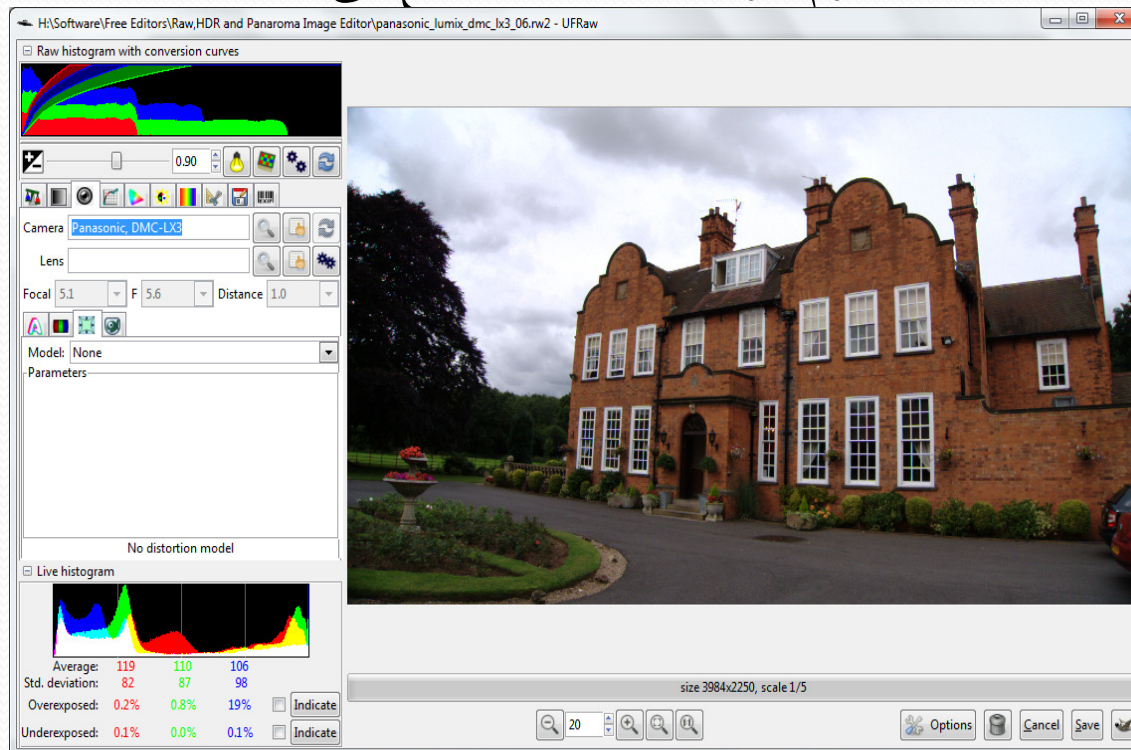 H:\Software\Free Editors\Raw,HDR and Panaroma Image Editor\panasonic_lumix_dmc_lx3_06.rw2 - UFRaw
Raw histogram with conversion curves
0.90
Camera Panasonic, DMC-LX3
Lens
Focal 5.1 F 5.6 Distance 1.0
Model: None
Parameters
No distortion model
Live histogram
Average: 119 110 106
Std. deviation: 82 87 98
Overexposed: 0.2% 0.8% 19% Indicate
Underexposed: 0.1% 0.0% 0.1% Indicate
size 3984x2250, scale 1/5
20
Options Cancel Save